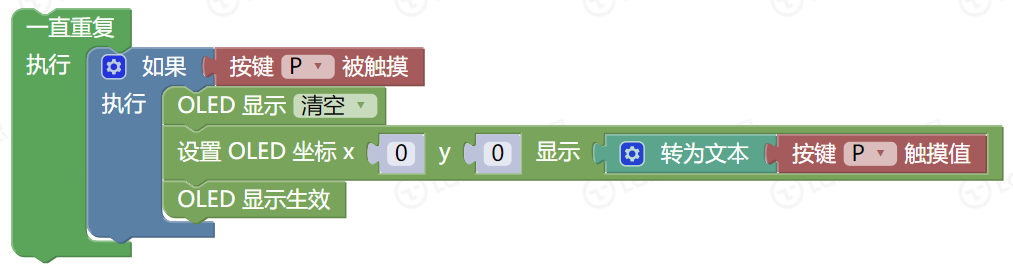 一直重复
执行 如果 按键 P 被触摸
执行 OLED 显示 清空
设置 OLED 坐标 x 0 y 0 显示 转为文本 按键 P 触摸值
OLED 显示生效